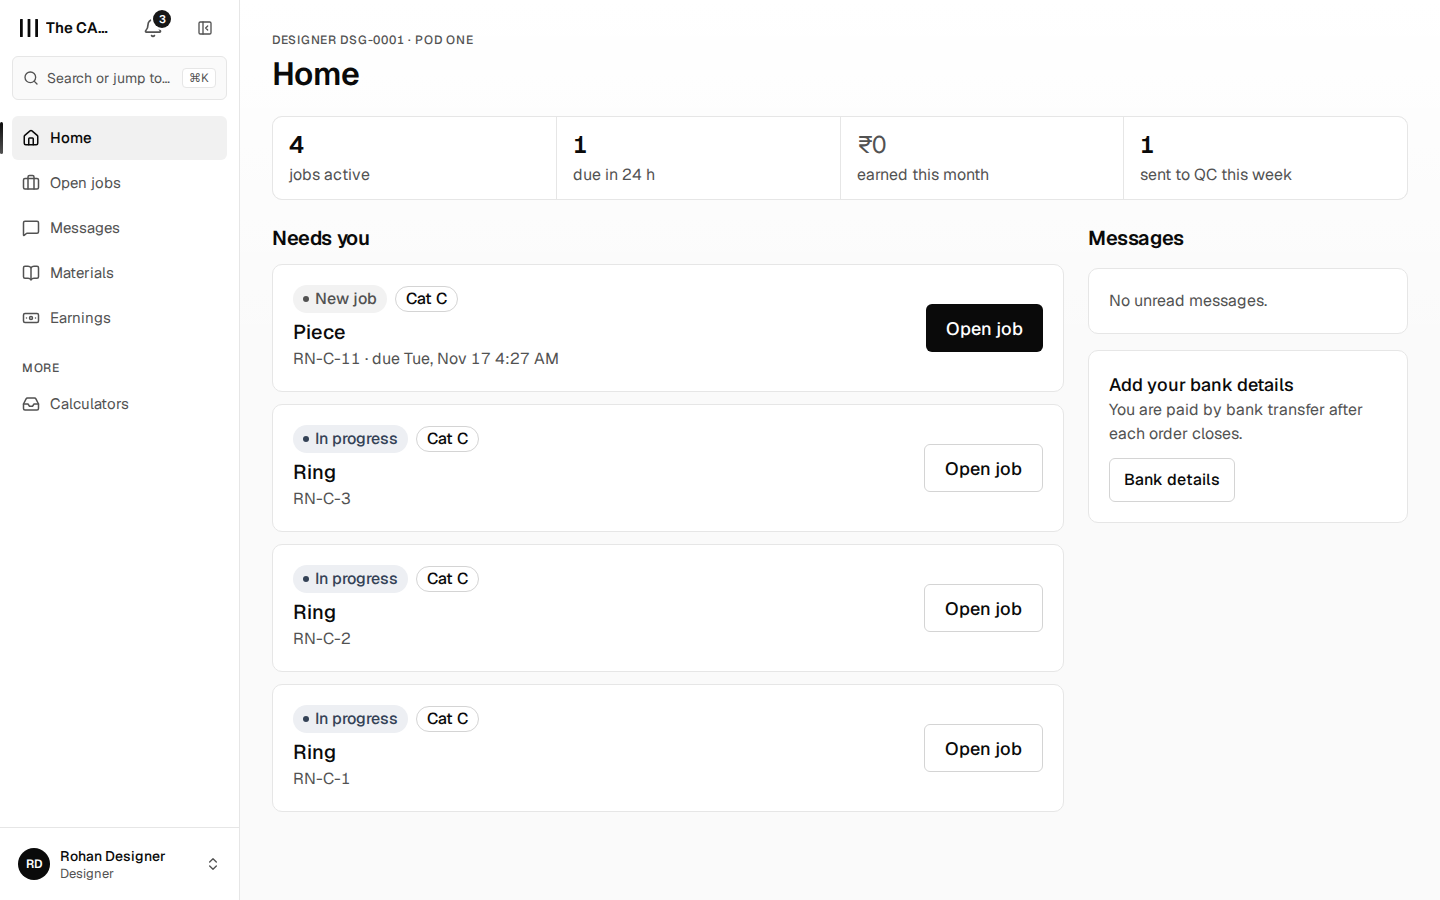 The CA...
3
Search or jump to... ⌘K
Home
Open jobs
Messages
Materials
Earnings
MORE
Calculators
RD
Rohan Designer
Designer
DESIGNER DSG-0001 · POD ONE
Home
4
jobs active
1
due in 24 h
₹0
earned this month
1
sent to QC this week
Needs you
New job Cat C
Piece
RN-C-11 · due Tue, Nov 17 4:27 AM
Open job
In progress Cat C
Ring
RN-C-3
Open job
In progress Cat C
Ring
RN-C-2
Open job
In progress Cat C
Ring
RN-C-1
Open job
Messages
No unread messages.
Add your bank details
You are paid by bank transfer after
each order closes.
Bank details